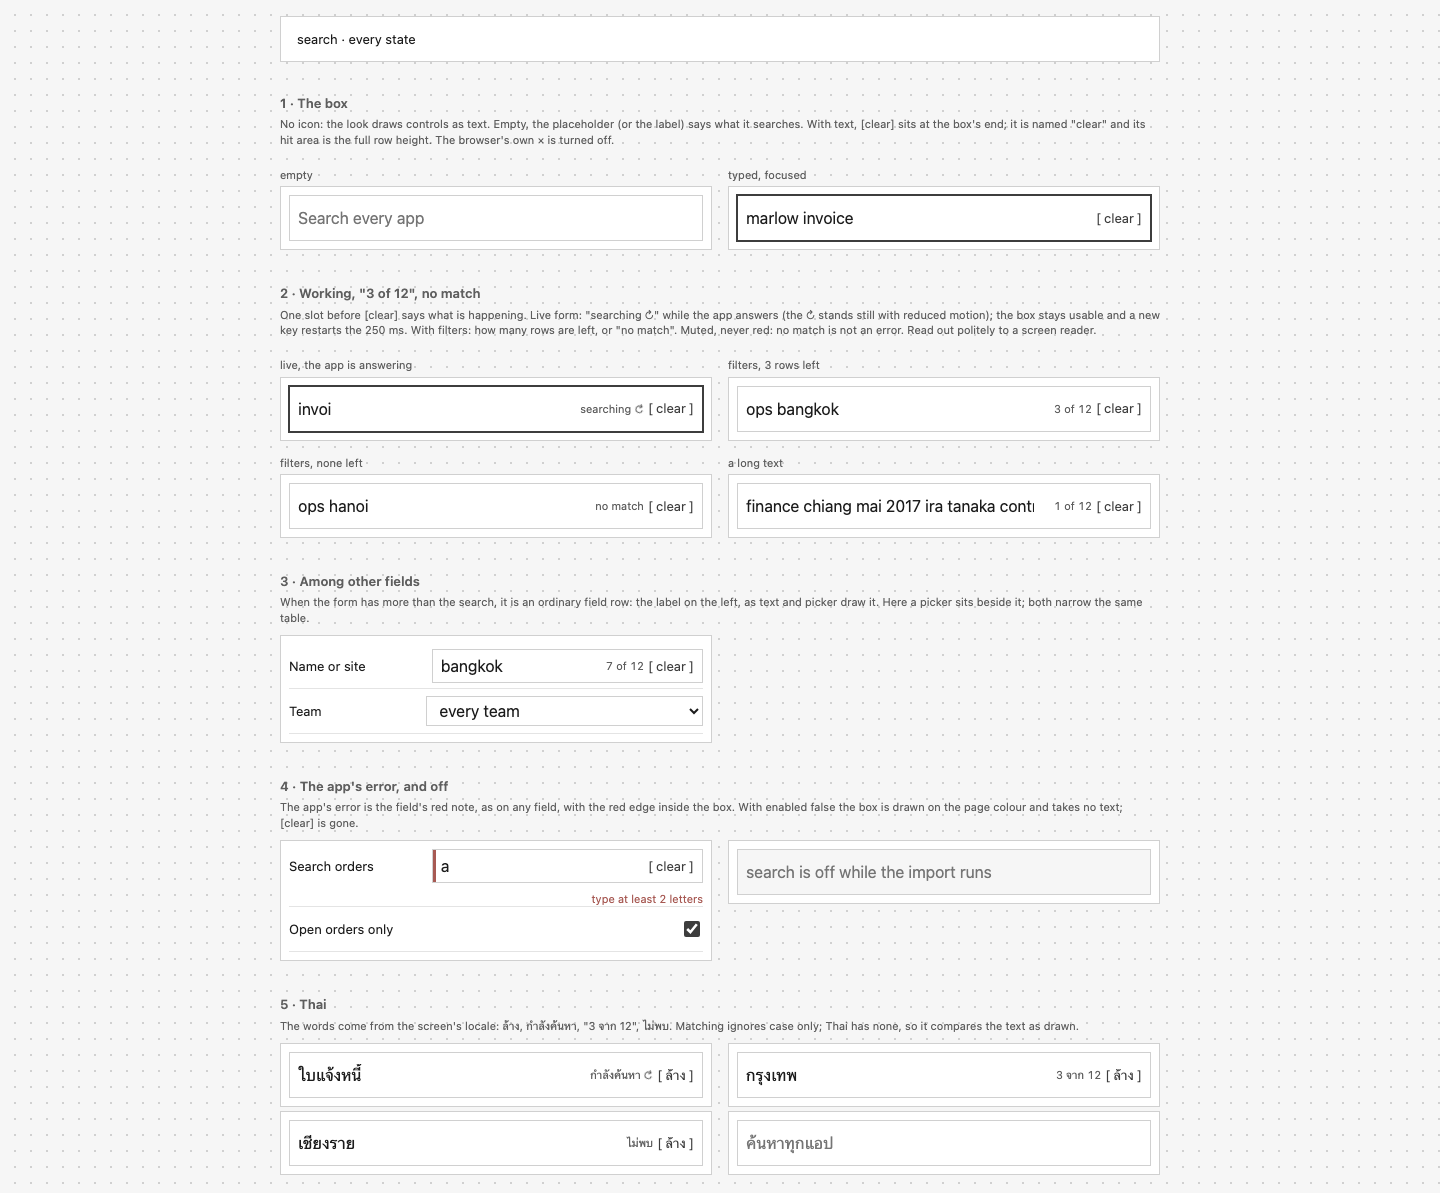 search · every state
1 · The box
No icon: the look draws controls as text. Empty, the placeholder (or the label) says what it searches. With text, [clear] sits at the box's end; it is named "clear" and its
hit area is the full row height. The browser's own × is turned off.
empty
typed, focused
Search every app
marlow invoice [ clear ]
2 · Working, "3 of 12", no match
One slot before [clear] says what is happening. Live form: "searching ↻" while the app answers (the ↻ stands still with reduced motion); the box stays usable and a new
key restarts the 250 ms. With filters: how many rows are left, or "no match". Muted, never red: no match is not an error. Read out politely to a screen reader.
live, the app is answering
filters, 3 rows left
invoi searching ↻ [ clear ]
ops bangkok 3 of 12 [ clear ]
filters, none left
a long text
ops hanoi no match [ clear ]
finance chiang mai 2017 ira tanaka contr 1 of 12 [ clear ]
3 · Among other fields
When the form has more than the search, it is an ordinary field row: the label on the left, as text and picker draw it. Here a picker sits beside it; both narrow the same
table.
Name or site bangkok 7 of 12 [ clear ]
Team every team
4 · The app's error, and off
The app's error is the field's red note, as on any field, with the red edge inside the box. With enabled false the box is drawn on the page colour and takes no text;
[clear] is gone.
Search orders a [ clear ]
type at least 2 letters
Open orders only
search is off while the import runs
5 · Thai
The words come from the screen's locale: ล้าง, กำลังค้นหา, "3 จาก 12", ไม่พบ. Matching ignores case only; Thai has none, so it compares the text as drawn.
ใบแจ้งหนี้ กำลังค้นหา ↻ [ ล้าง ]
กรุงเทพ 3 จาก 12 [ ล้าง ]
เชียงราย ไม่พบ [ ล้าง ]
ค้นหาทุกแอป